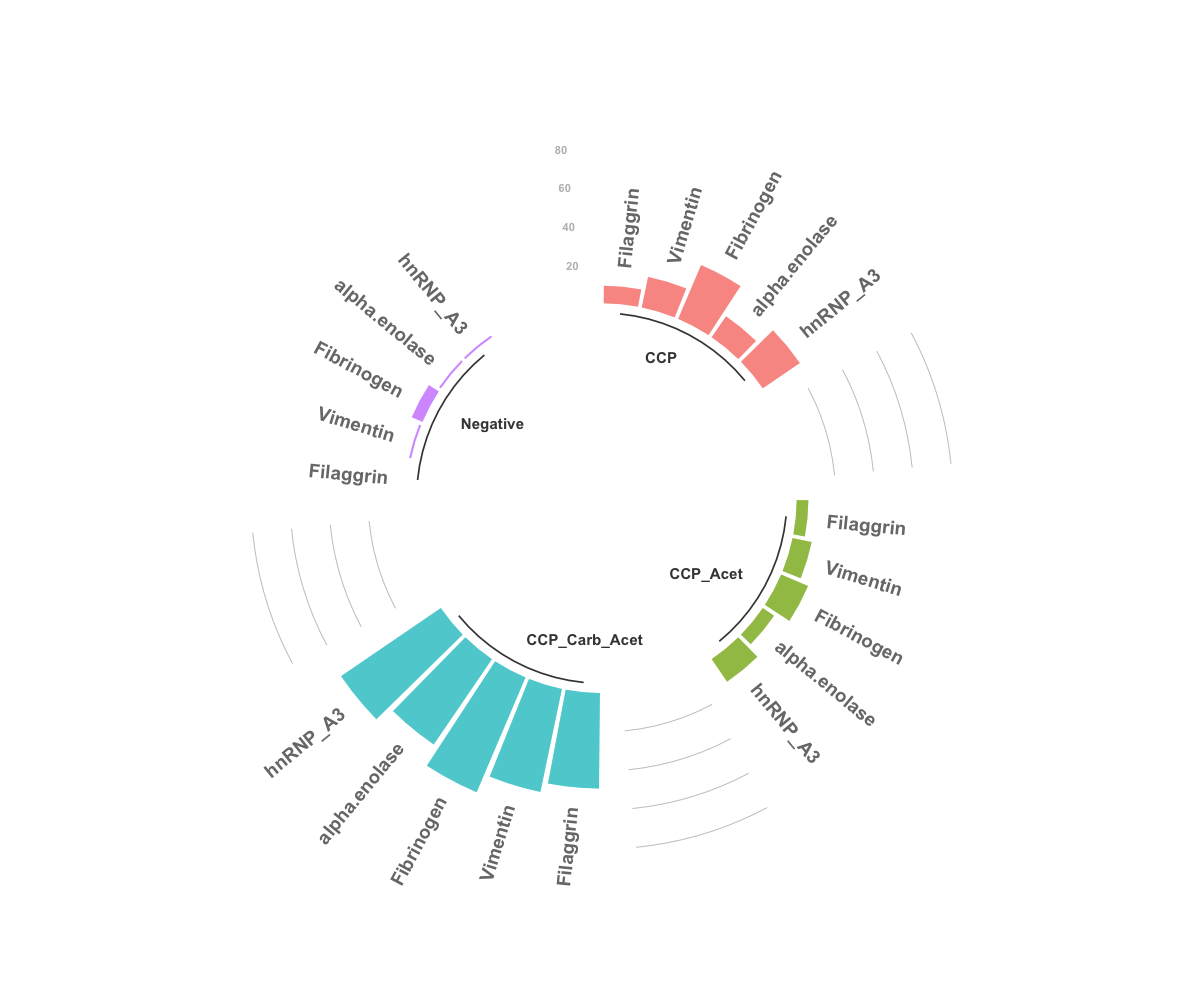 80
60
40
20
Filaggrin
Vimentin
Fibrinogen
alpha.enolase
hnRNP_A3
CCP
Filaggrin
Vimentin
Fibrinogen
alpha.enolase
hnRNP_A3
CCP_Acet
Filaggrin
Vimentin
Fibrinogen
alpha.enolase
hnRNP_A3
CCP_Carb_Acet
Filaggrin
Vimentin
Fibrinogen
alpha.enolase
hnRNP_A3
Negative